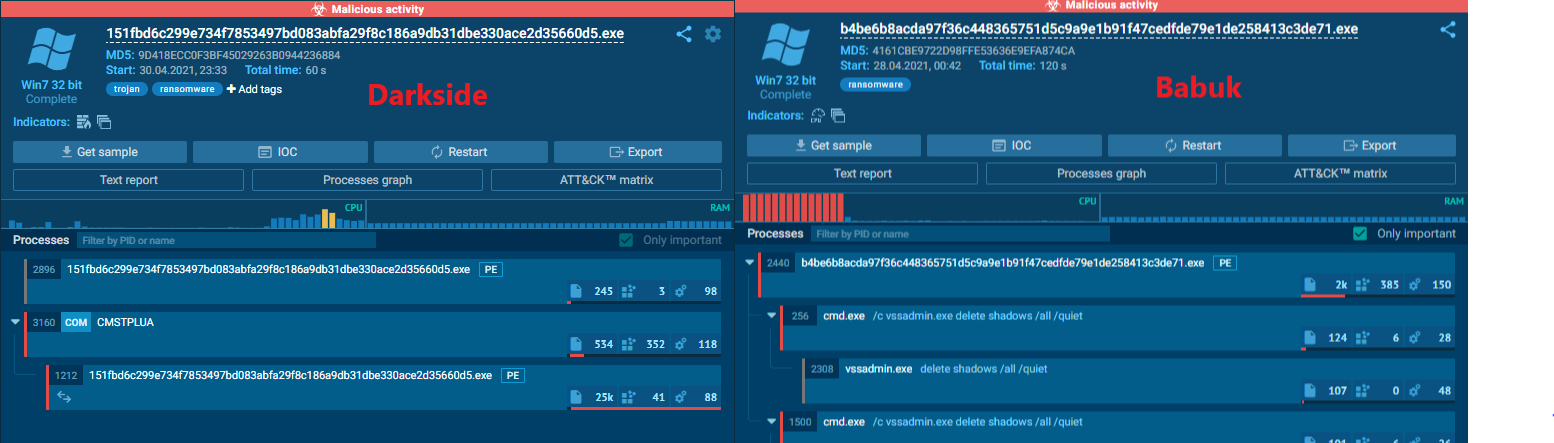 Malicious activity
151fbd6c299e734f7853497bd083abfa29f8c186a9db31dbe330ace2d35660d5.exe
MD5: 9D418ECC0F3BF45029263B0944236884
Start: 30.04.2021, 23:33 Total time: 60 s
Win7 32 bit
Complete
trojan ransomware + Add tags
Darkside
Indicators:
Get sample IOC Restart Export
Text report Processes graph ATT&CK™ matrix
CPU RAM
Processes Filter by PID or name Only important
2896 151fbd6c299e734f7853497bd083abfa29f8c186a9db31dbe330ace2d35660d5.exe PE
245 3 98
3160 COM CMSTPLUA
534 352 118
1212 151fbd6c299e734f7853497bd083abfa29f8c186a9db31dbe330ace2d35660d5.exe PE
25k 41 88
Malicious activity
b4be6b8acda97f36c448365751d5c9a9e1b91f47cedfde79e1de258413c3de71.exe
MD5: 4161CBE9722D98FFE53636E9EFA874CA
Start: 28.04.2021, 00:42 Total time: 120 s
Win7 32 bit
Complete
ransomware
Babuk
Indicators:
CPU
Get sample IOC Restart Export
Text report Processes graph ATT&CK™ matrix
CPU RAM
Processes Filter by PID or name Only important
2440 b4be6b8acda97f36c448365751d5c9a9e1b91f47cedfde79e1de258413c3de71.exe PE
2k 385 150
256 cmd.exe /c vssadmin.exe delete shadows /all /quiet
124 6 28
2308 vssadmin.exe delete shadows /all /quiet
107 0 48
1500 cmd.exe /c vssadmin.exe delete shadows /all /quiet